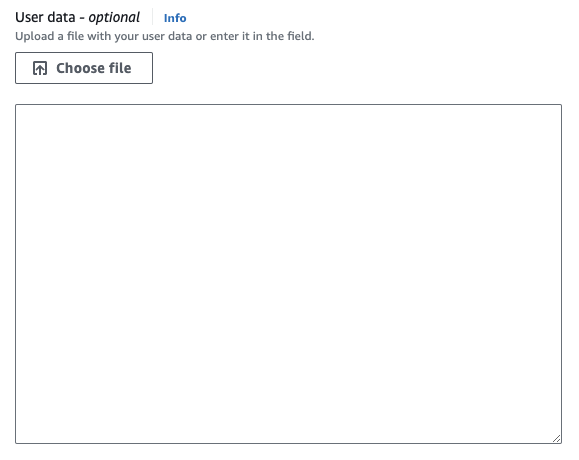 User data - optional Info
Upload a file with your user data or enter it in the field.
Choose file